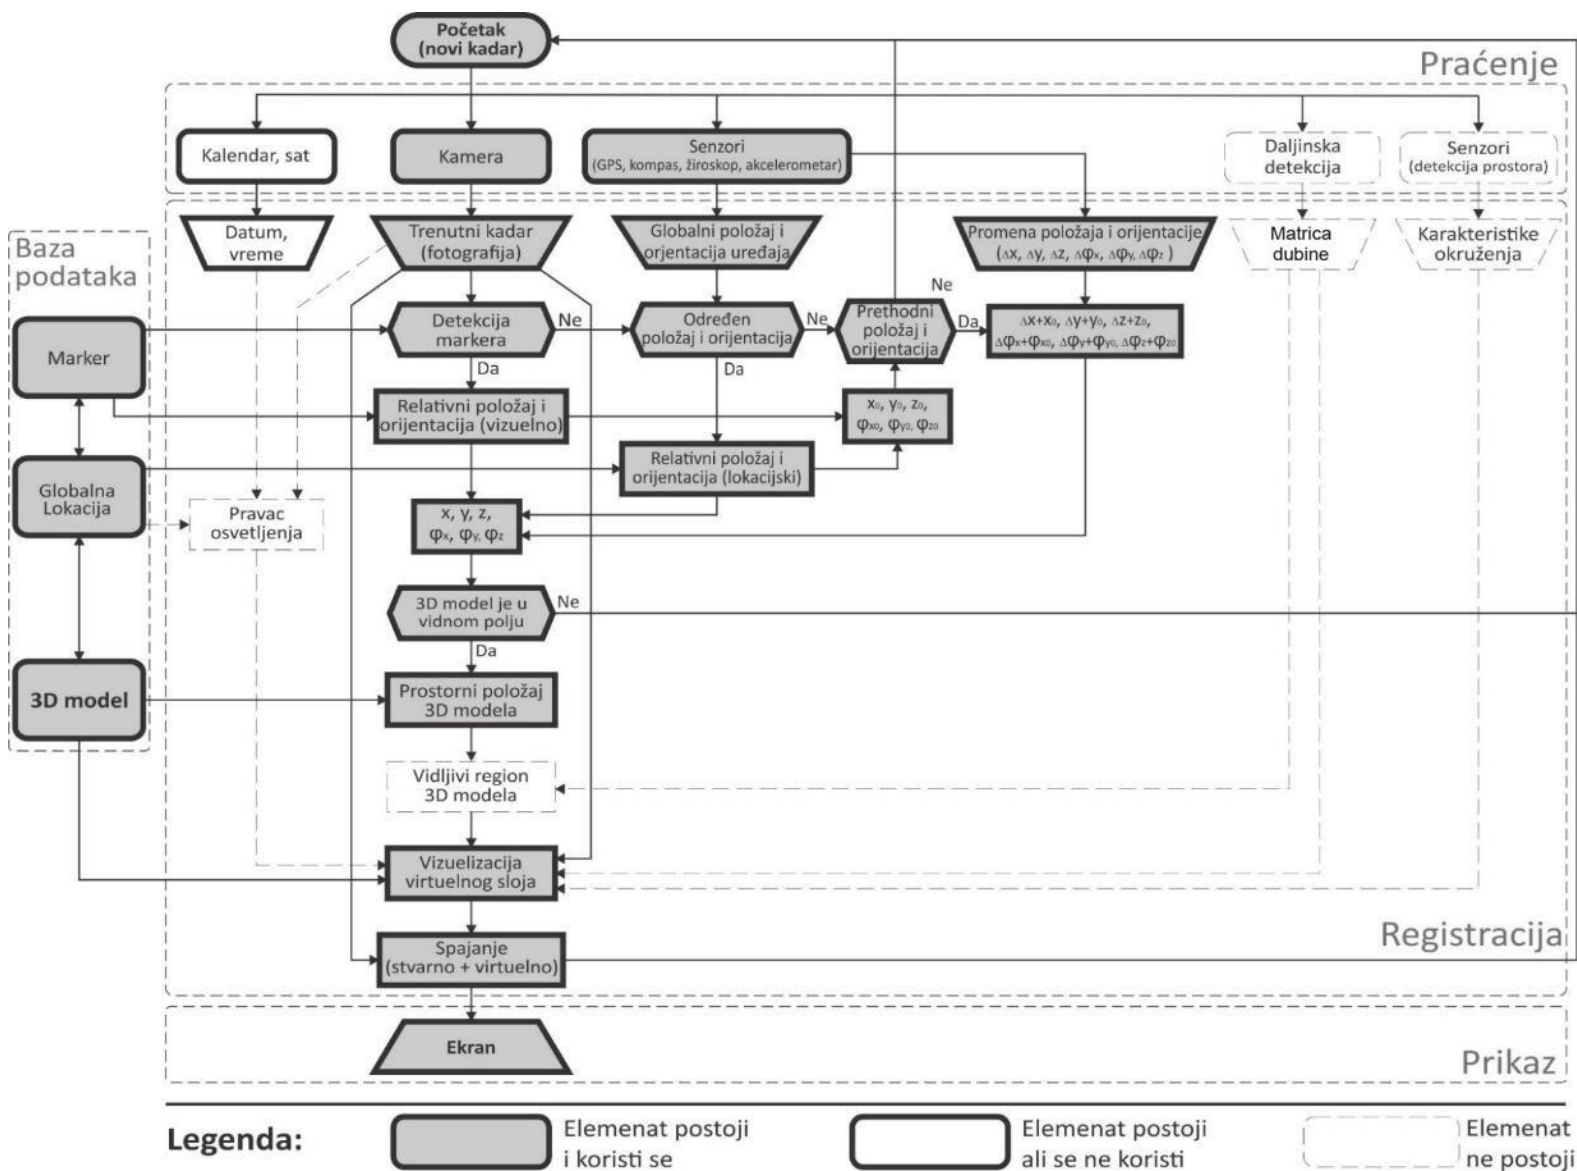 Početak
(novi kadar)
Praćenje
Kalendar, sat
Kamera
Senzori
(GPS, kompas, žiroskop, akcelerometar)
Daljinska
detekcija
Senzori
(detekcija prostora)
Baza
podataka
Datum,
vreme
Trenutni kadar
(fotografija)
Globalni položaj i
orjentacija uređaja
Promena položaja i orijentacije
(Δx, Δy, Δz, Δφx, Δφy, Δφz )
Matrica
dubine
Karakteristike
okruženja
Marker
Detekcija
markera
Ne
Da
Određen
položaj i orijentacija
Ne
Da
Prethodni
položaj i
orijentacija
Ne
Da
Δx+x₀, Δy+y₀, Δz+z₀,
Δφx+φx0, Δφy+φy0, Δφz+φz0
Relativni položaj i
orijentacija (vizuelno)
x₀, y₀, z₀,
φx0, φy0, φz0
Globalna
Lokacija
Relativni položaj i
orijentacija (lokacijski)
Pravac
osvetljenja
x, y, z,
φx, φy, φz
3D model je u
vidnom polju
Ne
Da
3D model
Prostorni položaj
3D modela
Vidljivi region
3D modela
Vizuelizacija
virtuelnog sloja
Spajanje
(stvarno + virtuelno)
Registracija
Ekran
Prikaz
Legenda:
Elemenat postoji
i koristi se
Elemenat postoji
ali se ne koristi
Elemenat
ne postoji